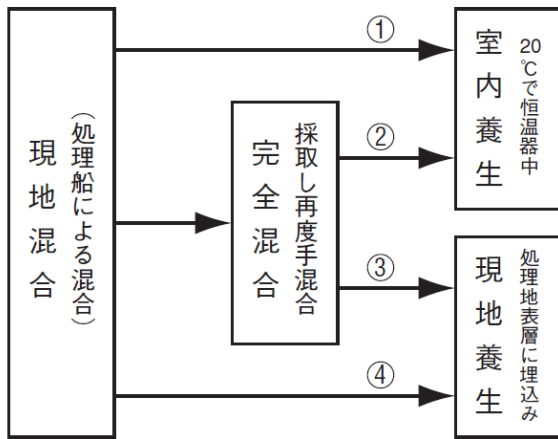 現地混合
（処理船による混合）
①
②
③
④
完全混合
採取し再度手混合
室内養生
20℃で恒温器中
現地養生
処理地表層に埋込み